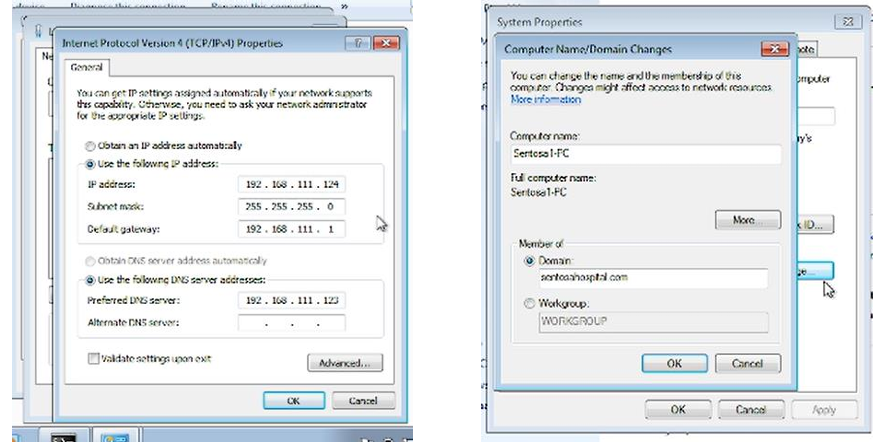 Diagnose this connection
Rename this connection
»
Internet Protocol Version 4 (TCP/IPv4) Properties
General
You can get IP settings assigned automatically if your network supports
this capability. Otherwise, you need to ask your network administrator
for the appropriate IP settings.
Obtain an IP address automatically
Use the following IP address:
IP address:
192 . 168 . 111 . 124
Subnet mask:
255 . 255 . 255 . 0
Default gateway:
192 . 168 . 111 . 1
Obtain DNS server address automatically
Use the following DNS server addresses:
Preferred DNS server:
192 . 168 . 111 . 123
Alternate DNS server:
. . .
Validate settings upon exit
Advanced...
OK
Cancel
System Properties
Computer Name/Domain Changes
You can change the name and the membership of this
computer. Changes might affect access to network resources.
More information
Computer name:
Sentosa1-PC
Full computer name:
Sentosa1-PC
More...
Member of
Domain:
sentosahospital.com
Workgroup:
WORKGROUP
OK
Cancel
OK
Cancel
Apply